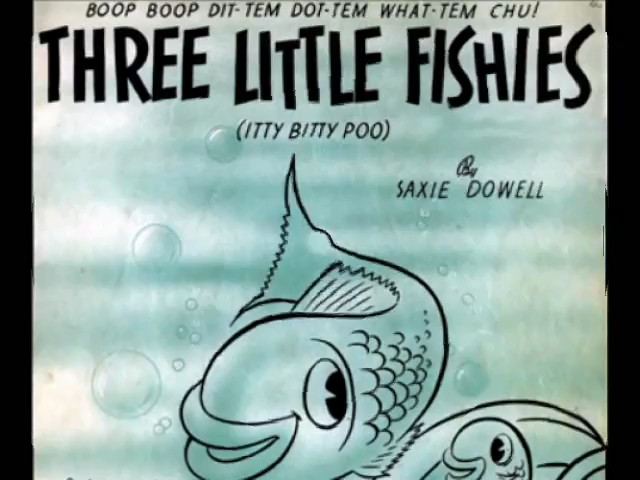 BOOP BOOP DIT-TEM DOT-TEM WHAT-TEM CHU!
THREE LITTLE FISHIES
(ITTY BITTY POO)
By
SAXIE DOWELL